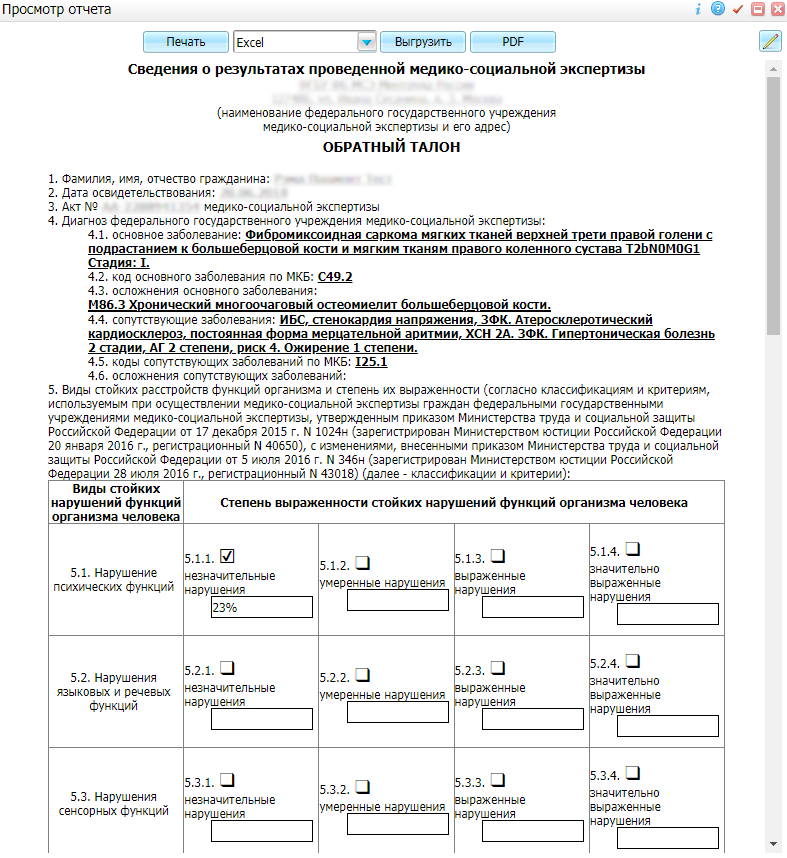 Просмотр отчета
Печать
Excel
Выгрузить
PDF
Сведения о результатах проведенной медико-социальной экспертизы
(наименование федерального государственного учреждения
медико-социальной экспертизы и его адрес)
ОБРАТНЫЙ ТАЛОН
1. Фамилия, имя, отчество гражданина:
2. Дата освидетельствования:
3. Акт № медико-социальной экспертизы
4. Диагноз федерального государственного учреждения медико-социальной экспертизы:
4.1. основное заболевание: Фибромиксоидная саркома мягких тканей верхней трети правой голени с
подрастанием к большеберцовой кости и мягким тканям правого коленного сустава T2bN0M0G1
Стадия: I.
4.2. код основного заболевания по МКБ: C49.2
4.3. осложнения основного заболевания:
М86.3 Хронический многоочаговый остеомиелит большеберцовой кости.
4.4. сопутствующие заболевания: ИБС, стенокардия напряжения, 3ФК. Атеросклеротический
кардиосклероз, постоянная форма мерцательной аритмии, ХСН 2А. 3ФК. Гипертоническая болезнь
2 стадии, АГ 2 степени, риск 4. Ожирение 1 степени.
4.5. коды сопутствующих заболеваний по МКБ: I25.1
4.6. осложнения сопутствующих заболеваний:
5. Виды стойких расстройств функций организма и степень их выраженности (согласно классификациям и критериям,
используемым при осуществлении медико-социальной экспертизы граждан федеральными государственными
учреждениями медико-социальной экспертизы, утвержденным приказом Министерства труда и социальной защиты
Российской Федерации от 17 декабря 2015 г. N 1024н (зарегистрирован Министерством юстиции Российской Федерации
20 января 2016 г., регистрационный N 40650), с изменениями, внесенными приказом Министерства труда и социальной
защиты Российской Федерации от 5 июля 2016 г. N 346н (зарегистрирован Министерством юстиции Российской
Федерации 28 июля 2016 г., регистрационный N 43018) (далее - классификации и критерии):
Виды стойких
нарушений функций
организма человека
Степень выраженности стойких нарушений функций организма человека
5.1. Нарушение
психических функций
5.1.1.
незначительные
нарушения
23%
5.1.2.
умеренные нарушения
5.1.3.
выраженные
нарушения
5.1.4.
значительно
выраженные
нарушения
5.2. Нарушения
языковых и речевых
функций
5.2.1.
незначительные
нарушения
5.2.2.
умеренные нарушения
5.2.3.
выраженные
нарушения
5.2.4.
значительно
выраженные
нарушения
5.3. Нарушения
сенсорных функций
5.3.1.
незначительные
нарушения
5.3.2.
умеренные нарушения
5.3.3.
выраженные
нарушения
5.3.4.
значительно
выраженные
нарушения